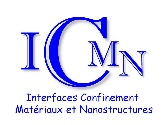 ICMN
Interfaces Confinement
Matériaux et Nanostructures